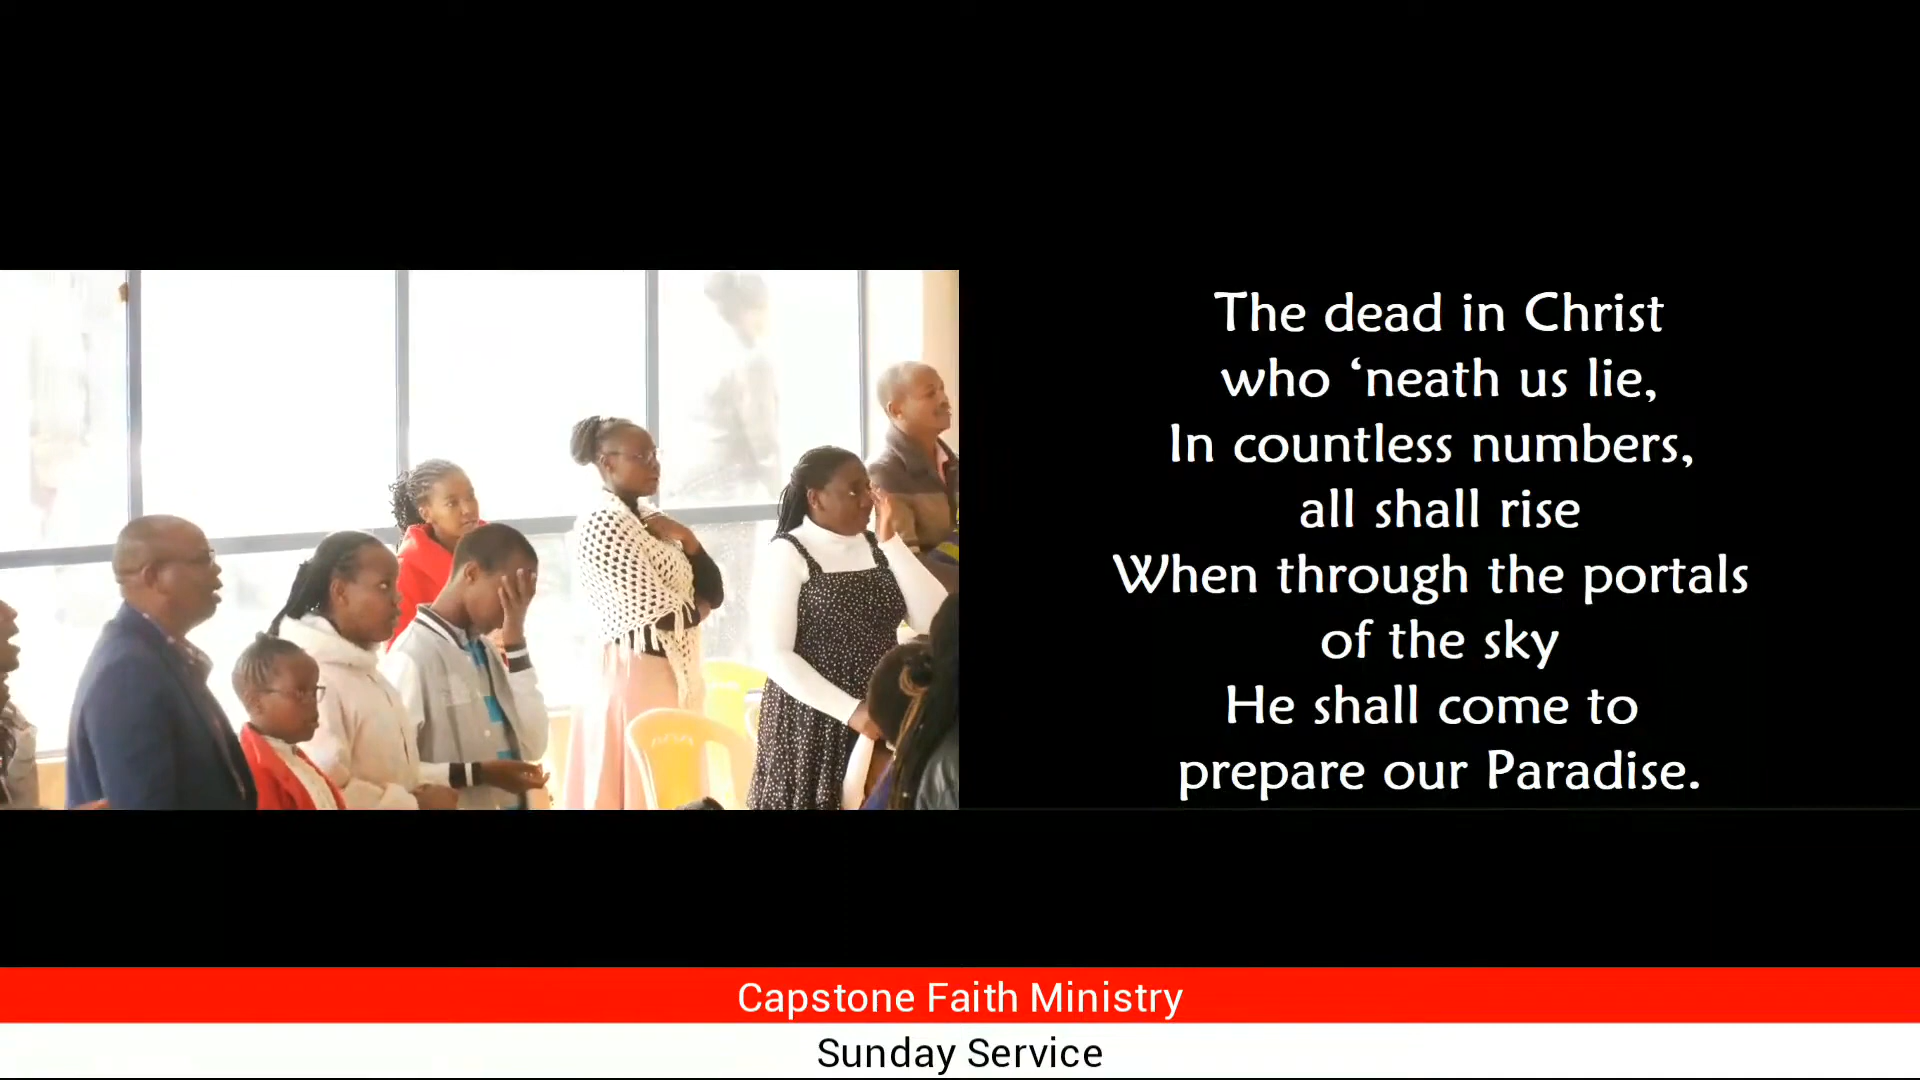 The dead in Christ
who ‘neath us lie,
In countless numbers,
all shall rise
When through the portals
of the sky
He shall come to
prepare our Paradise.
Capstone Faith Ministry
Sunday Service